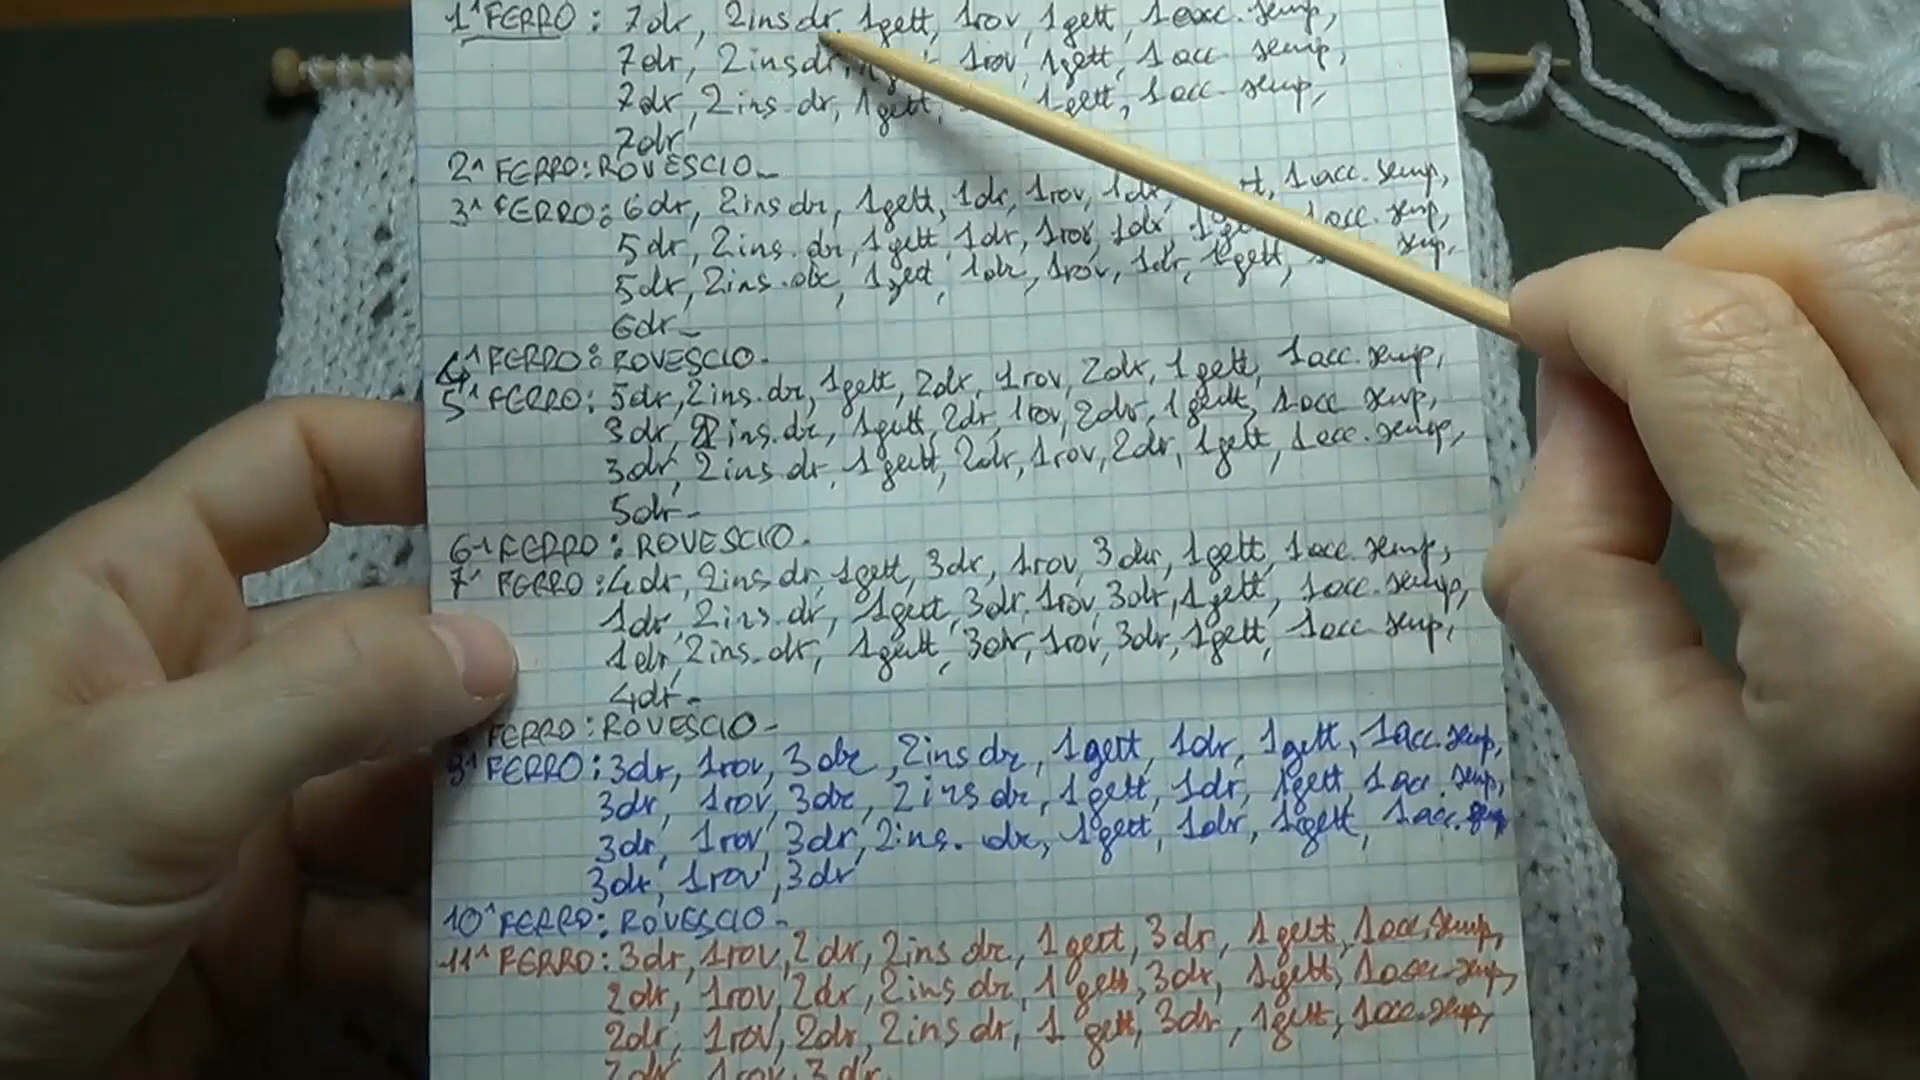 1^ FERRO: 7dr, 2ins dr, 1gett, 1rov, 1gett, 1acc. semp,
7dr, 2insdr, 1rov, 1gett, 1acc semp,
7dr, 2ins. dr, 1gett, 1gett, 1acc. semp,
7dr
2^ FERRO: ROVESCIO-
3^ FERRO: 6dr, 2insdr, 1gett, 1dr, 1rov, 1dr, 1acc. semp,
5dr, 2ins. dr, 1gett, 1dr, 1rov, 1dr, 1acc. semp,
5dr, 2ins. dr, 1gett, 1dr, 1rov, 1dr, 1gett, semp,
6dr-
4^ FERRO: ROVESCIO-
5^ FERRO: 5dr, 2ins. dr, 1gett, 2dr, 1rov, 2dr, 1gett, 1acc. semp,
3dr, 2ins. dr, 1gett, 2dr, 1rov, 2dr, 1gett, 1acc semp,
3dr, 2ins. dr, 1gett, 2dr, 1rov, 2dr, 1gett, 1acc. semp,
5dr-
6^ FERRO: ROVESCIO-
7^ FERRO: 4dr, 2ins dr, 1gett, 3dr, 1rov, 3dr, 1gett, 1acc. semp,
1dr, 2ins. dr, 1gett, 3dr, 1rov, 3dr, 1gett, 1acc. semp,
1dr, 2ins. dr, 1gett, 3dr, 1rov, 3dr, 1gett, 1acc semp,
4dr-
FERRO: ROVESCIO-
9^ FERRO: 3dr, 1rov, 3dr, 2ins dr, 1gett, 1dr, 1gett, 1acc. semp,
3dr, 1rov, 3dr, 2ins dr, 1gett, 1dr, 1gett, 1acc. semp,
3dr, 1rov, 3dr, 2ins. dr, 1gett, 1dr, 1gett, 1acc. semp
3dr, 1rov, 3dr
10^ FERRO: ROVESCIO-
11^ FERRO: 3dr, 1rov, 2dr, 2ins dr, 1gett, 3dr, 1gett, 1acc. semp,
2dr, 1rov, 2dr, 2ins dr, 1gett, 3dr, 1gett, 1acc. semp,
2dr, 1rov, 2dr, 2ins dr, 1gett, 3dr, 1gett, 1acc. semp,
2dr, 1rov, 3dr.